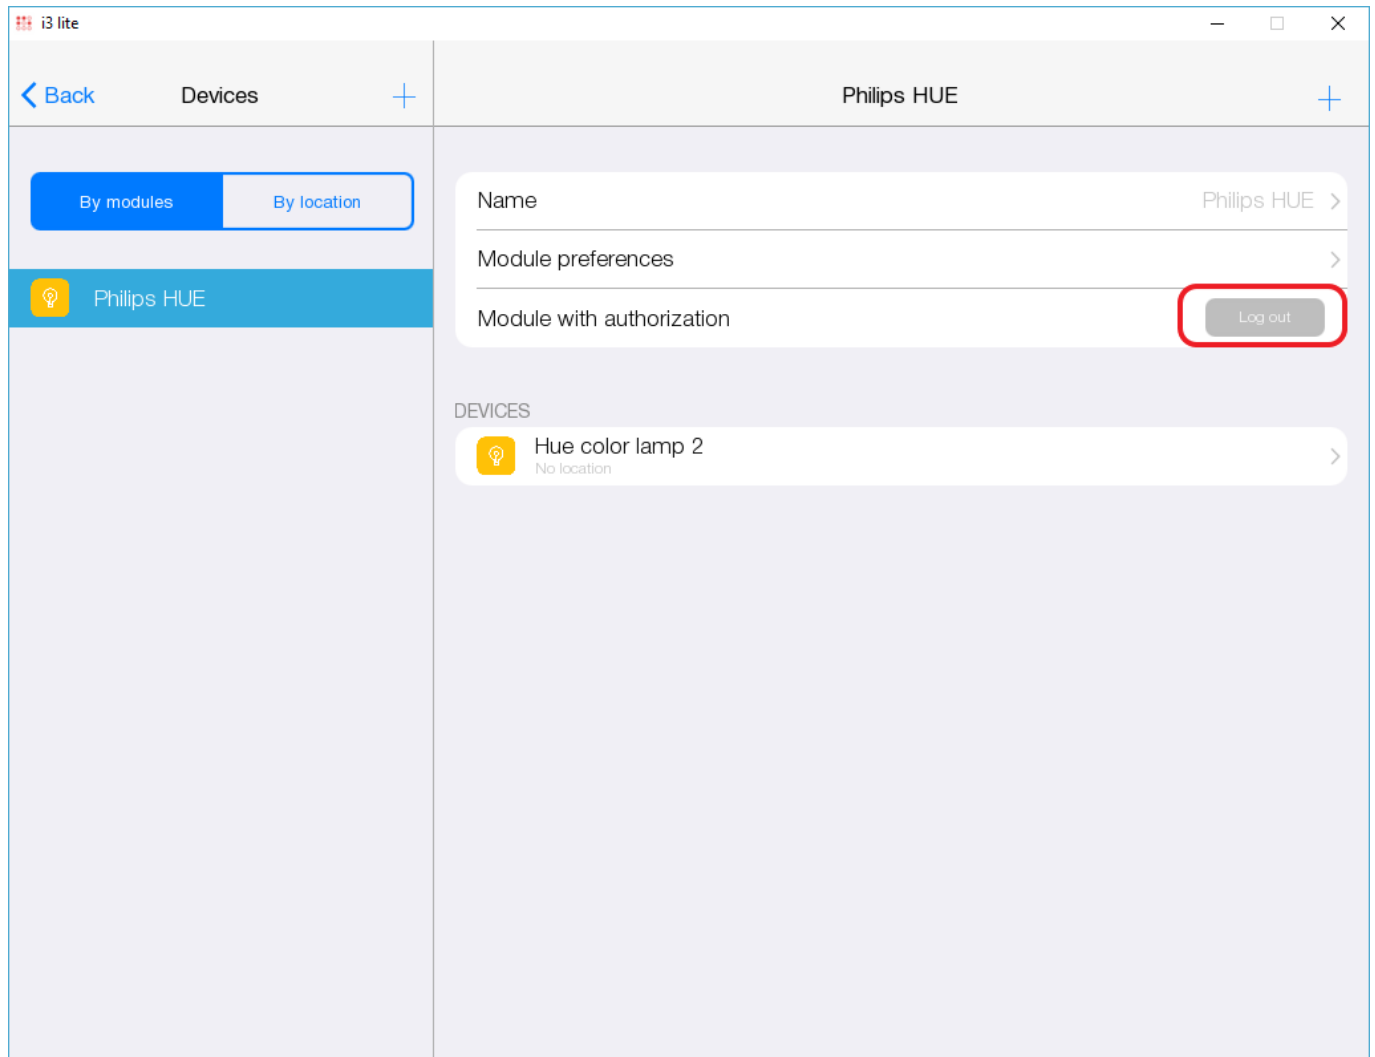 i3 lite
Back
Devices
Philips HUE
By modules
By location
Philips HUE
Name
Philips HUE
Module preferences
Module with authorization
Log out
DEVICES
Hue color lamp 2
No location